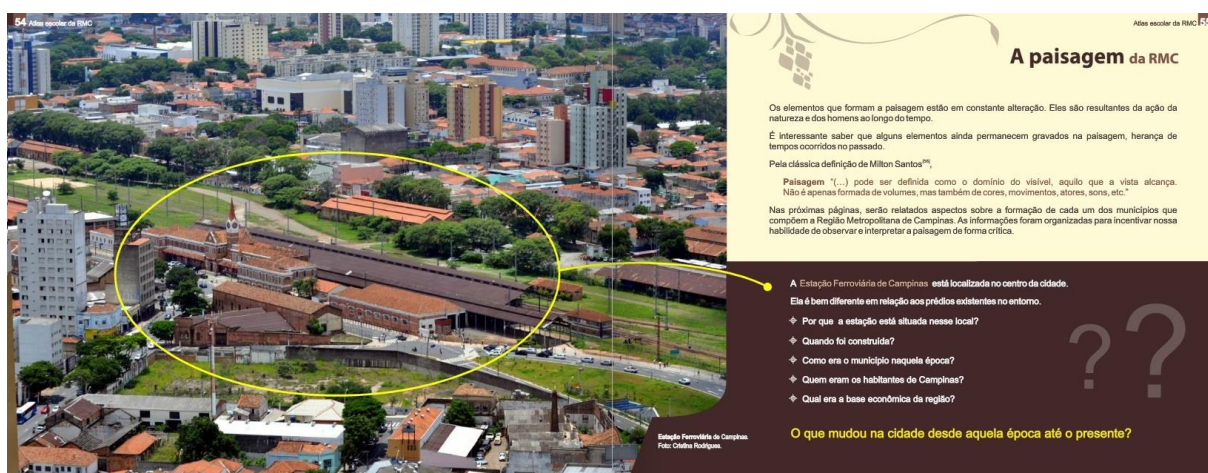 54 Atlas escolar da RMC
Atlas escolar da RMC 55
A paisagem da RMC
Os elementos que formam a paisagem estão em constante alteração. Eles são resultantes da ação da
natureza e dos homens ao longo do tempo.
É interessante saber que alguns elementos ainda permanecem gravados na paisagem, herança de
tempos ocorridos no passado.
Pela clássica definição de Milton Santos
Paisagem "(...) pode ser definida como o domínio do visível, aquilo que a vista alcança.
Não é apenas formada de volumes, mas também de cores, movimentos, atores, sons, etc."
Nas próximas páginas, serão relatados aspectos sobre a formação de cada um dos municípios que
compõem a Região Metropolitana de Campinas. As informações foram organizadas para incentivar nossa
habilidade de observar e interpretar a paisagem de forma crítica.
A Estação Ferroviária de Campinas está localizada no centro da cidade.
Ela é bem diferente em relação aos prédios existentes no entorno.
Por que a estação está situada nesse local?
Quando foi construída?
Como era o município naquela época?
Quem eram os habitantes de Campinas?
Qual era a base econômica da região?
??
O que mudou na cidade desde aquela época até o presente?
Estação Ferroviária de Campinas.
Foto: Cristina Rodrigues.